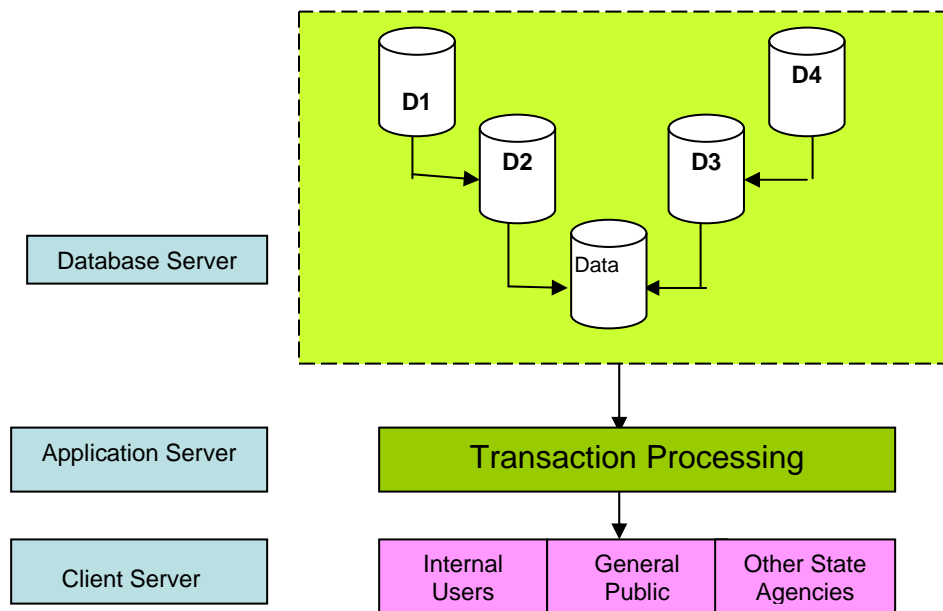 D1
D4
D2
D3
Database Server
Data
Application Server
Transaction Processing
Client Server
Internal
Users
General
Public
Other State
Agencies